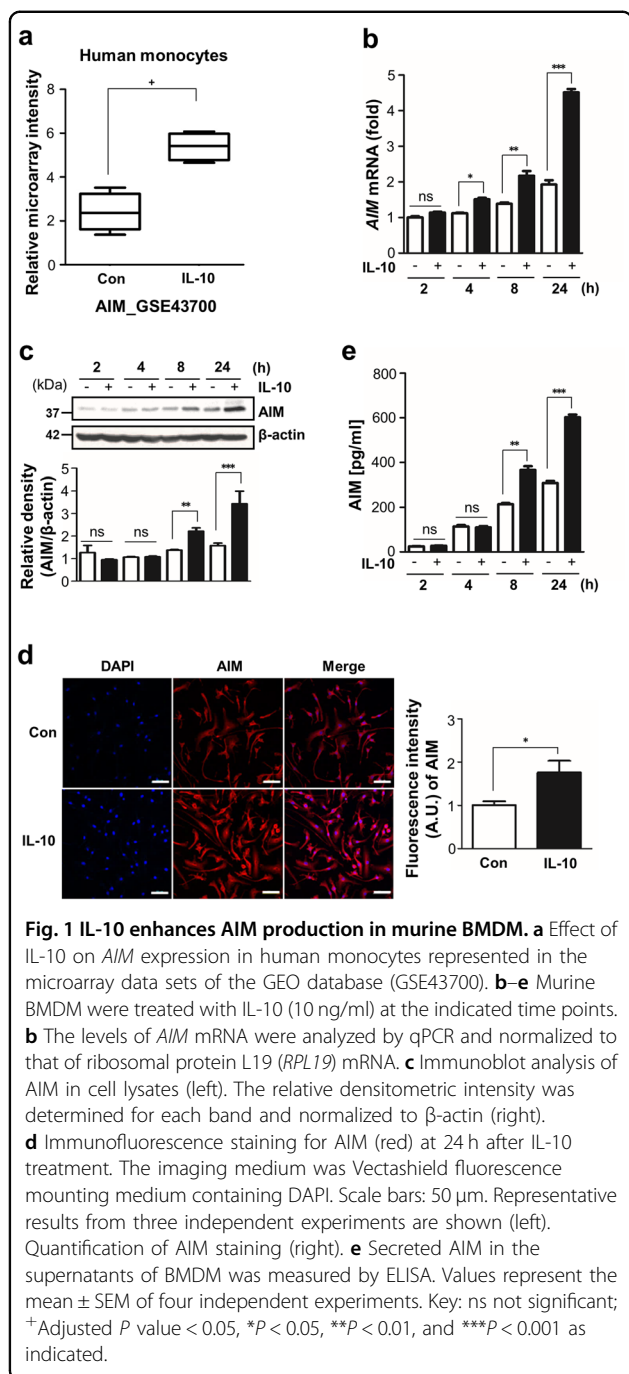 a
Human monocytes
+
Relative microarray intensity
8
6
4
2
0
Con IL-10
AIM_GSE43700
b
AIM mRNA (fold)
5
4
3
2
1
0
ns * ** ***
IL-10 - + - + - + - +
2 4 8 24 (h)
c
2 4 8 24 (h)
(kDa) - + - + - + - + IL-10
37 AIM
42 β-actin
Relative density
(AIM/β-actin)
5
4
3
2
1
0
ns ns ** ***
e
AIM [pg/ml]
800
600
400
200
0
ns ns ** ***
IL-10 - + - + - + - +
2 4 8 24 (h)
d
DAPI AIM Merge
Con
IL-10
Fluorescence intensity
(A.U.) of AIM
3
2
1
0
*
Con IL-10
Fig. 1 IL-10 enhances AIM production in murine BMDM. a Effect of
IL-10 on AIM expression in human monocytes represented in the
microarray data sets of the GEO database (GSE43700). b–e Murine
BMDM were treated with IL-10 (10 ng/ml) at the indicated time points.
b The levels of AIM mRNA were analyzed by qPCR and normalized to
that of ribosomal protein L19 (RPL19) mRNA. c Immunoblot analysis of
AIM in cell lysates (left). The relative densitometric intensity was
determined for each band and normalized to β-actin (right).
d Immunofluorescence staining for AIM (red) at 24 h after IL-10
treatment. The imaging medium was Vectashield fluorescence
mounting medium containing DAPI. Scale bars: 50 μm. Representative
results from three independent experiments are shown (left).
Quantification of AIM staining (right). e Secreted AIM in the
supernatants of BMDM was measured by ELISA. Values represent the
mean ± SEM of four independent experiments. Key: ns not significant;
+Adjusted P value < 0.05, *P < 0.05, **P < 0.01, and ***P < 0.001 as
indicated.